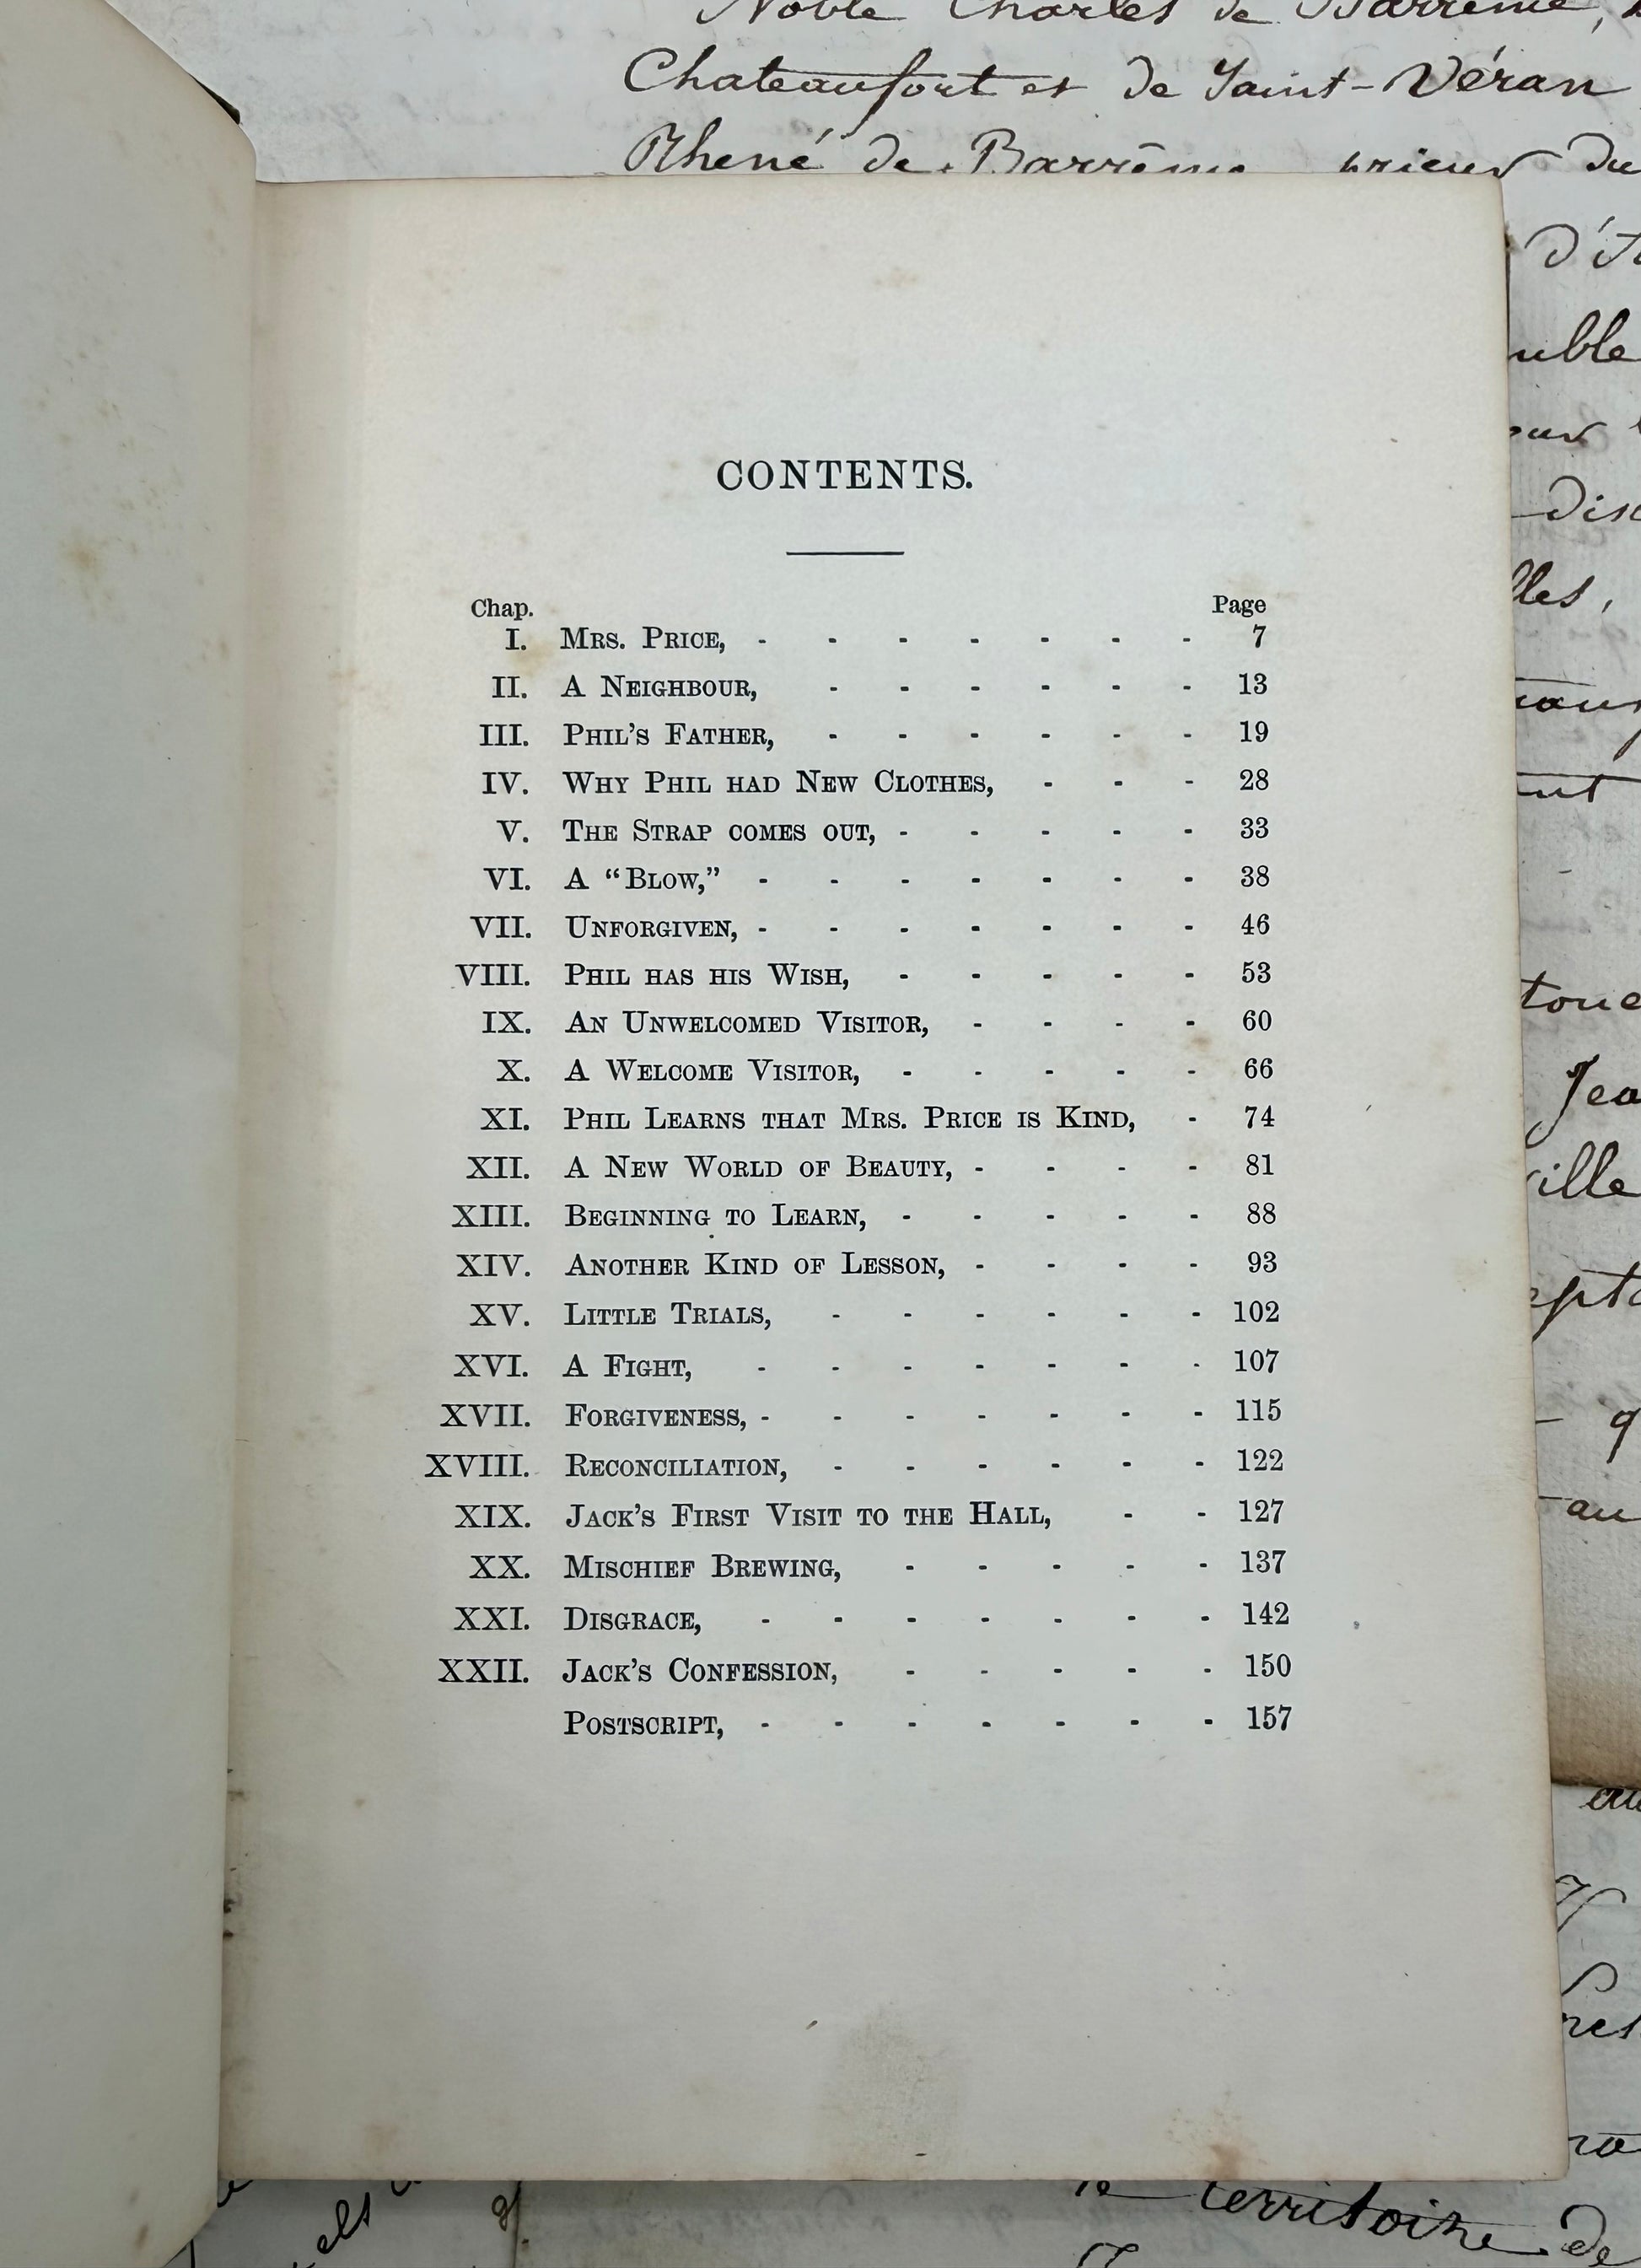 Noble Charles de Barrême,
Chateaufort et de Saint-Véran
Rhené de Barrême prieur du
CONTENTS.
Chap. Page
I. MRS. PRICE, - - - - - - - 7
II. A NEIGHBOUR, - - - - - - 13
III. PHIL'S FATHER, - - - - - - 19
IV. WHY PHIL HAD NEW CLOTHES, - - - 28
V. THE STRAP COMES OUT, - - - - - 33
VI. A “BLOW,” - - - - - - - 38
VII. UNFORGIVEN, - - - - - - - 46
VIII. PHIL HAS HIS WISH, - - - - - 53
IX. AN UNWELCOMED VISITOR, - - - - 60
X. A WELCOME VISITOR, - - - - - 66
XI. PHIL LEARNS THAT MRS. PRICE IS KIND, - 74
XII. A NEW WORLD OF BEAUTY, - - - - 81
XIII. BEGINNING TO LEARN, - - - - - 88
XIV. ANOTHER KIND OF LESSON, - - - - 93
XV. LITTLE TRIALS, - - - - - - 102
XVI. A FIGHT, - - - - - - - 107
XVII. FORGIVENESS, - - - - - - - 115
XVIII. RECONCILIATION, - - - - - - 122
XIX. JACK'S FIRST VISIT TO THE HALL, - - 127
XX. MISCHIEF BREWING, - - - - - 137
XXI. DISGRACE, - - - - - - - 142
XXII. JACK'S CONFESSION, - - - - - 150
POSTSCRIPT, - - - - - - - 157
territoire de